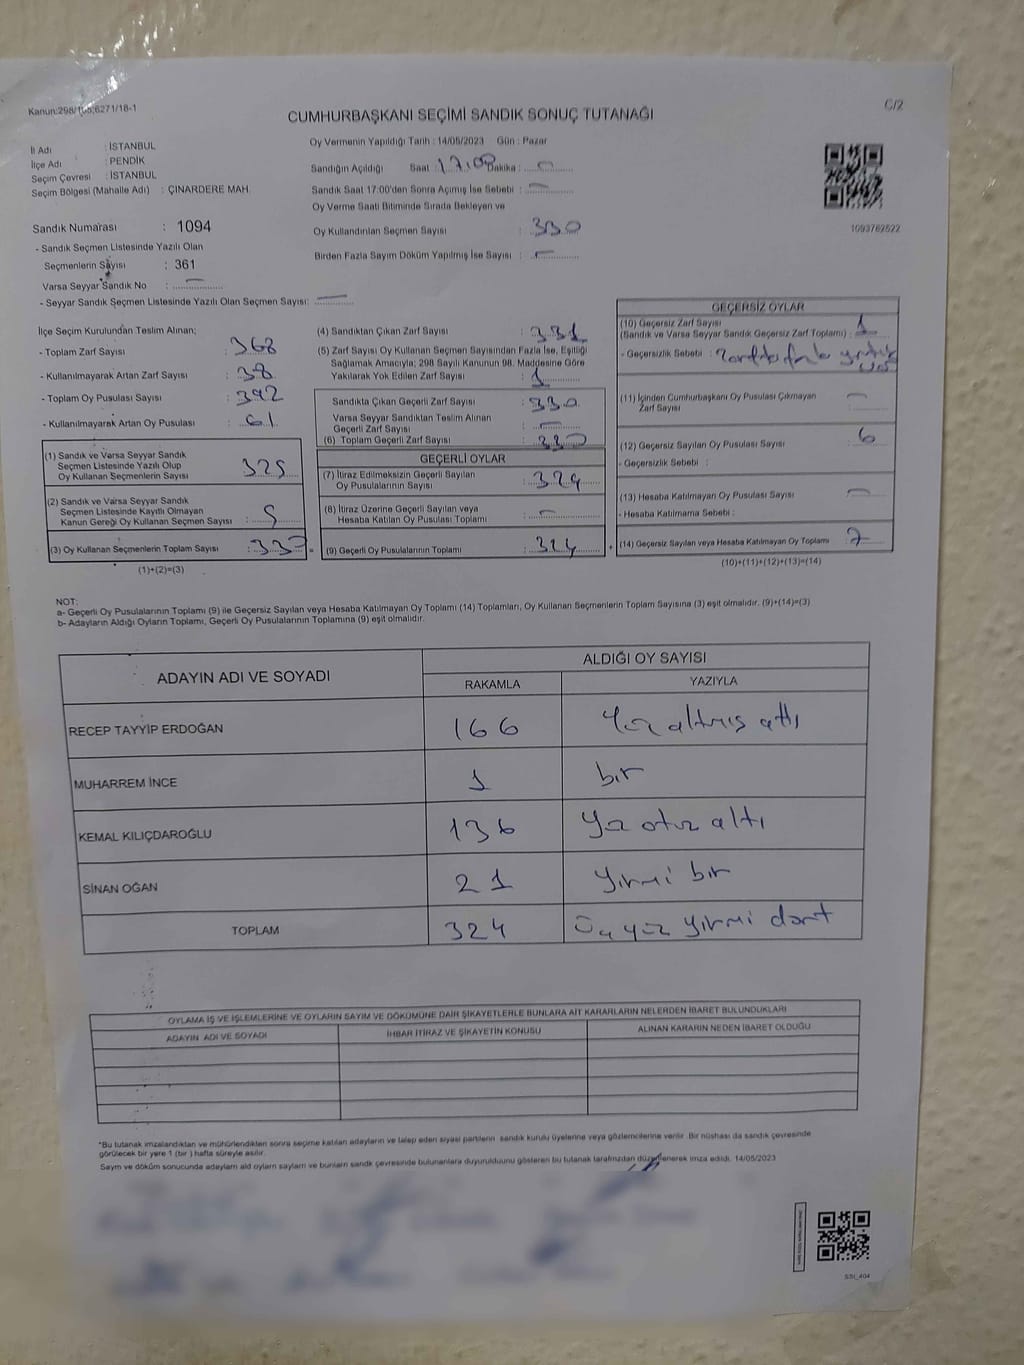 Kanun:298/105;6271/18-1
C/2
CUMHURBAŞKANI SEÇİMİ SANDIK SONUÇ TUTANAĞI
İl Adı : İSTANBUL
İlçe Adı : PENDİK
Seçim Çevresi : İSTANBUL
Seçim Bölgesi (Mahalle Adı) : ÇINARDERE MAH.
Oy Vermenin Yapıldığı Tarih : 14/05/2023 Gün : Pazar
Sandığın Açıldığı Saat : 17:00 Dakika :
Sandık Saat 17:00'den Sonra Açımış İse Sebebi : —
Oy Verme Saati Bitiminde Sırada Bekleyen ve
Oy Kullandırılan Seçmen Sayısı : 330
Birden Fazla Sayım Döküm Yapılmış İse Sayısı : —
1093762522
Sandık Numarası : 1094
- Sandık Seçmen Listesinde Yazılı Olan
Seçmenlerin Sayısı : 361
Varsa Seyyar Sandık No : —
- Seyyar Sandık Seçmen Listesinde Yazılı Olan Seçmen Sayısı: —
İlçe Seçim Kurulundan Teslim Alınan;
- Toplam Zarf Sayısı : 368
- Kullanılmayarak Artan Zarf Sayısı : 38
- Toplam Oy Pusulası Sayısı : 392
- Kullanılmayarak Artan Oy Pusulası : 61
(1) Sandık ve Varsa Seyyar Sandık
Seçmen Listesinde Yazılı Olup
Oy Kullanan Seçmenlerin Sayısı : 325
(2) Sandık ve Varsa Seyyar Sandık
Seçmen Listesinde Kayıtlı Olmayan
Kanun Gereği Oy Kullanan Seçmen Sayısı : 5
(3) Oy Kullanan Seçmenlerin Toplam Sayısı : 330
(1)+(2)=(3)
(4) Sandıktan Çıkan Zarf Sayısı : 331
(5) Zarf Sayısı Oy Kullanan Seçmen Sayısından Fazla İse, Eşitliği
Sağlamak Amacıyla; 298 Sayılı Kanunun 98. Maddesine Göre
Yakılarak Yok Edilen Zarf Sayısı : 1
Sandıkta Çıkan Geçerli Zarf Sayısı : 330
Varsa Seyyar Sandıktan Teslim Alınan
Geçerli Zarf Sayısı : —
(6) Toplam Geçerli Zarf Sayısı : 330
GEÇERLİ OYLAR
(7) İtiraz Edilmeksizin Geçerli Sayılan
Oy Pusulalarının Sayısı : 324
(8) İtiraz Üzerine Geçerli Sayılan veya
Hesaba Katılan Oy Pusulası Toplamı : —
(9) Geçerli Oy Pusulalarının Toplamı : 324
GEÇERSİZ OYLAR
(10) Geçersiz Zarf Sayısı
(Sandık ve Varsa Seyyar Sandık Geçersiz Zarf Toplamı) : 1
- Geçersizlik Sebebi :
(11) İçinden Cumhurbaşkanı Oy Pusulası Çıkmayan
Zarf Sayısı —
(12) Geçersiz Sayılan Oy Pusulası Sayısı : 6
- Geçersizlik Sebebi :
(13) Hesaba Katılmayan Oy Pusulası Sayısı —
- Hesaba Katılmama Sebebi :
(14) Geçersiz Sayılan veya Hesaba Katılmayan Oy Toplamı : 7
(10)+(11)+(12)+(13)=(14)
NOT:
a- Geçerli Oy Pusulalarının Toplamı (9) ile Geçersiz Sayılan veya Hesaba Katılmayan Oy Toplamı (14) Toplamları, Oy Kullanan Seçmenlerin Toplam Sayısına (3) eşit olmalıdır. (9)+(14)=(3)
b- Adayların Aldığı Oyların Toplamı, Geçerli Oy Pusulalarının Toplamına (9) eşit olmalıdır.
ADAYIN ADI VE SOYADI
ALDIĞI OY SAYISI
RAKAMLA YAZIYLA
RECEP TAYYİP ERDOĞAN 166 Yüz altmış altı
MUHARREM İNCE 1 bir
KEMAL KILIÇDAROĞLU 136 Yüz otuz altı
SİNAN OĞAN 21 Yirmi bir
TOPLAM 324 Üç yüz yirmi dört
OYLAMA İŞ VE İŞLEMLERİNE VE OYLARIN SAYIM VE DÖKÜMÜNE DAİR ŞİKAYETLERLE BUNLARA AİT KARARLARIN NELERDEN İBARET BULUNDUKLARI
ADAYIN ADI VE SOYADI İHBAR İTİRAZ VE ŞİKAYETİN KONUSU ALINAN KARARIN NEDEN İBARET OLDUĞU
*Bu tutanak imzalandıktan ve mühürlendikten sonra seçime katılan adayların ve talep eden siyasi partilerin sandık kurulu üyelerine veya gözlemcilerine verilir. Bir nüshası da sandık çevresinde
görülecek bir yere 1 (bir ) hafta süreyle asılır.
Sayım ve döküm sonucunda adayların aldı oyların sayıları ve bunların sandık çevresinde bulunanlara duyurulduunu gösteren bu tutanak tarafımızdan düzenlenerek imza edildi. 14/05/2023
SSI_404